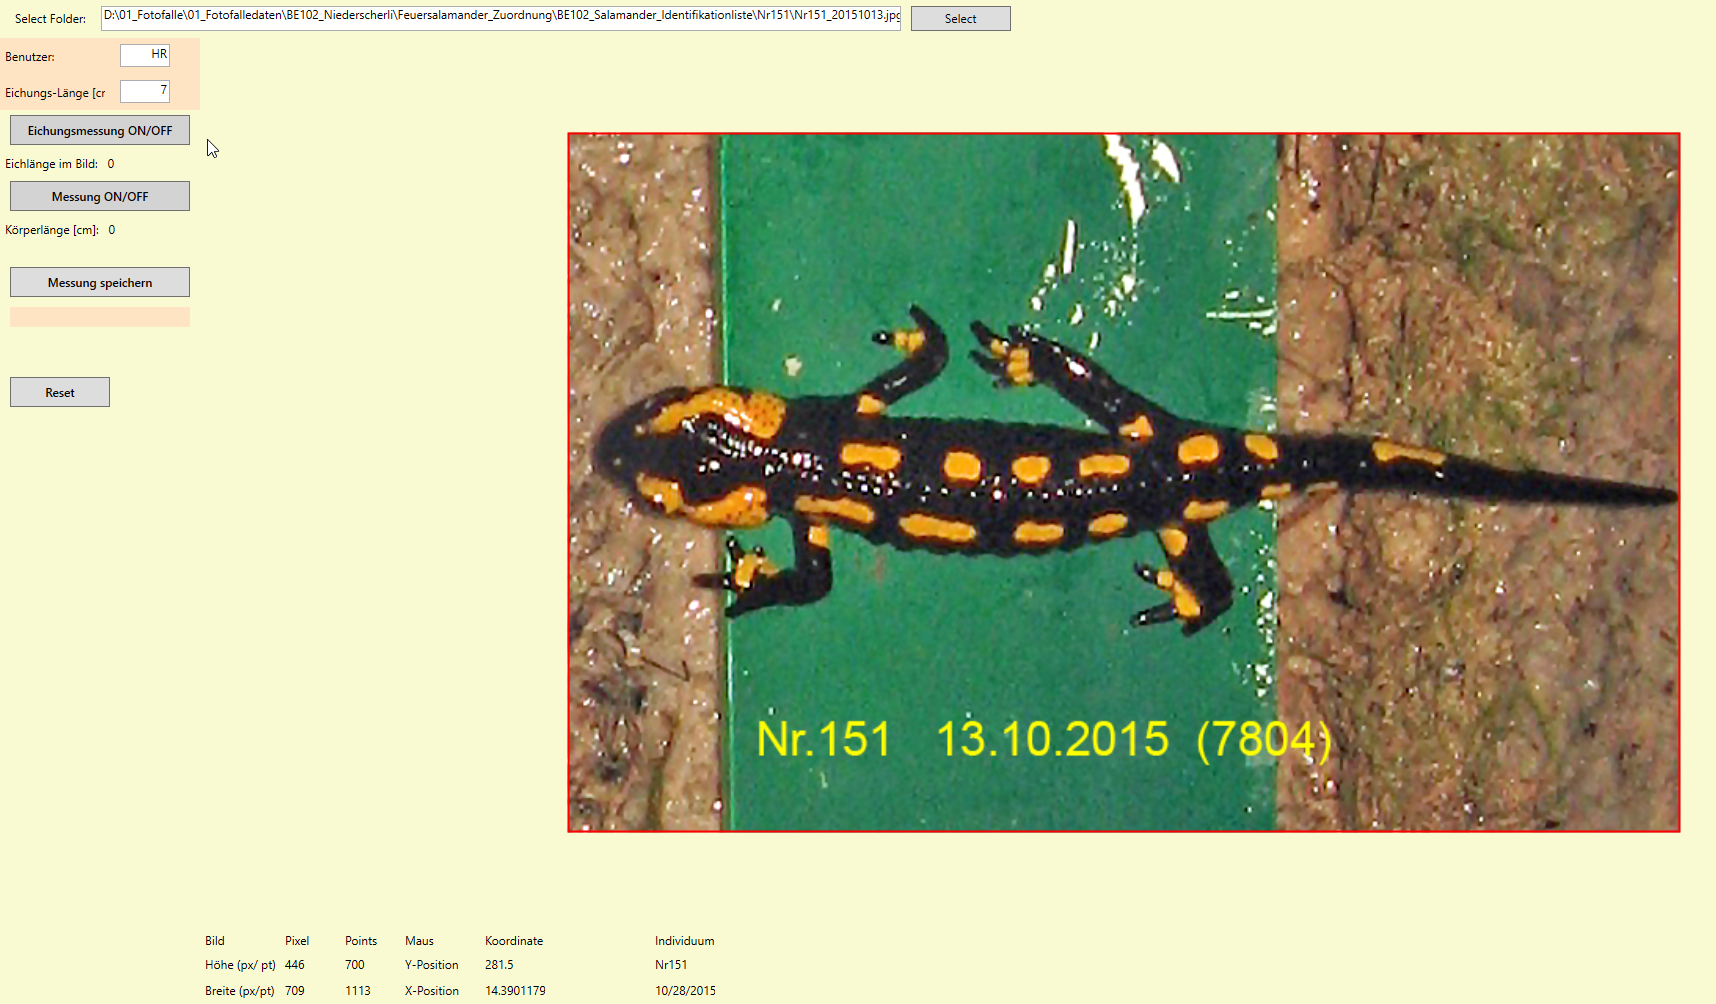 Select Folder: D:\01_Fotofalle\01_Fotofalledaten\BE102_Niederscherli\Feuersalamander_Zuordnung\BE102_Salamander_Identifikationliste\Nr151\Nr151_20151013.jpg Select
Benutzer: HR
Eichungs-Länge [cr 7
Eichungsmessung ON/OFF
Eichlänge im Bild: 0
Messung ON/OFF
Körperlänge [cm]: 0
Messung speichern
Reset
Nr.151 13.10.2015 (7804)
Bild Pixel Points Maus Koordinate Individuum
Höhe (px/ pt) 446 700 Y-Position 281.5 Nr151
Breite (px/pt) 709 1113 X-Position 14.3901179 10/28/2015